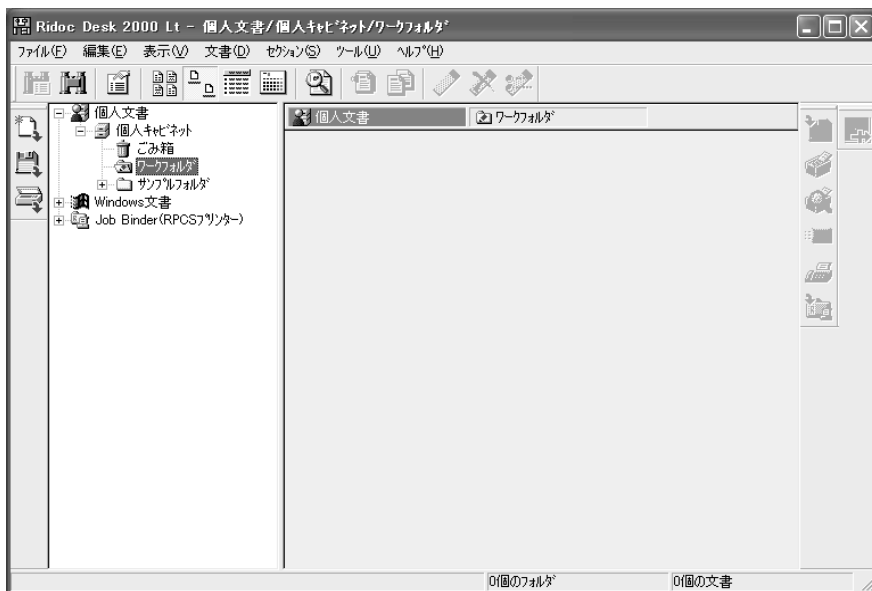 Ridoc Desk 2000 Lt - 個人文書/個人ｷｬﾋﾞﾈｯﾄ/ﾜｰｸﾌｫﾙﾀﾞ
ﾌｧｲﾙ(F) 編集(E) 表示(V) 文書(D) ｾｸｼｮﾝ(S) ﾂｰﾙ(U) ﾍﾙﾌﾟ(H)
個人文書
個人ｷｬﾋﾞﾈｯﾄ
ごみ箱
ﾜｰｸﾌｫﾙﾀﾞ
ｻﾝﾌﾟﾙﾌｫﾙﾀﾞ
Windows文書
Job Binder(RPCSﾌﾟﾘﾝﾀｰ)
個人文書 ﾜｰｸﾌｫﾙﾀﾞ
0個のﾌｫﾙﾀﾞ 0個の文書